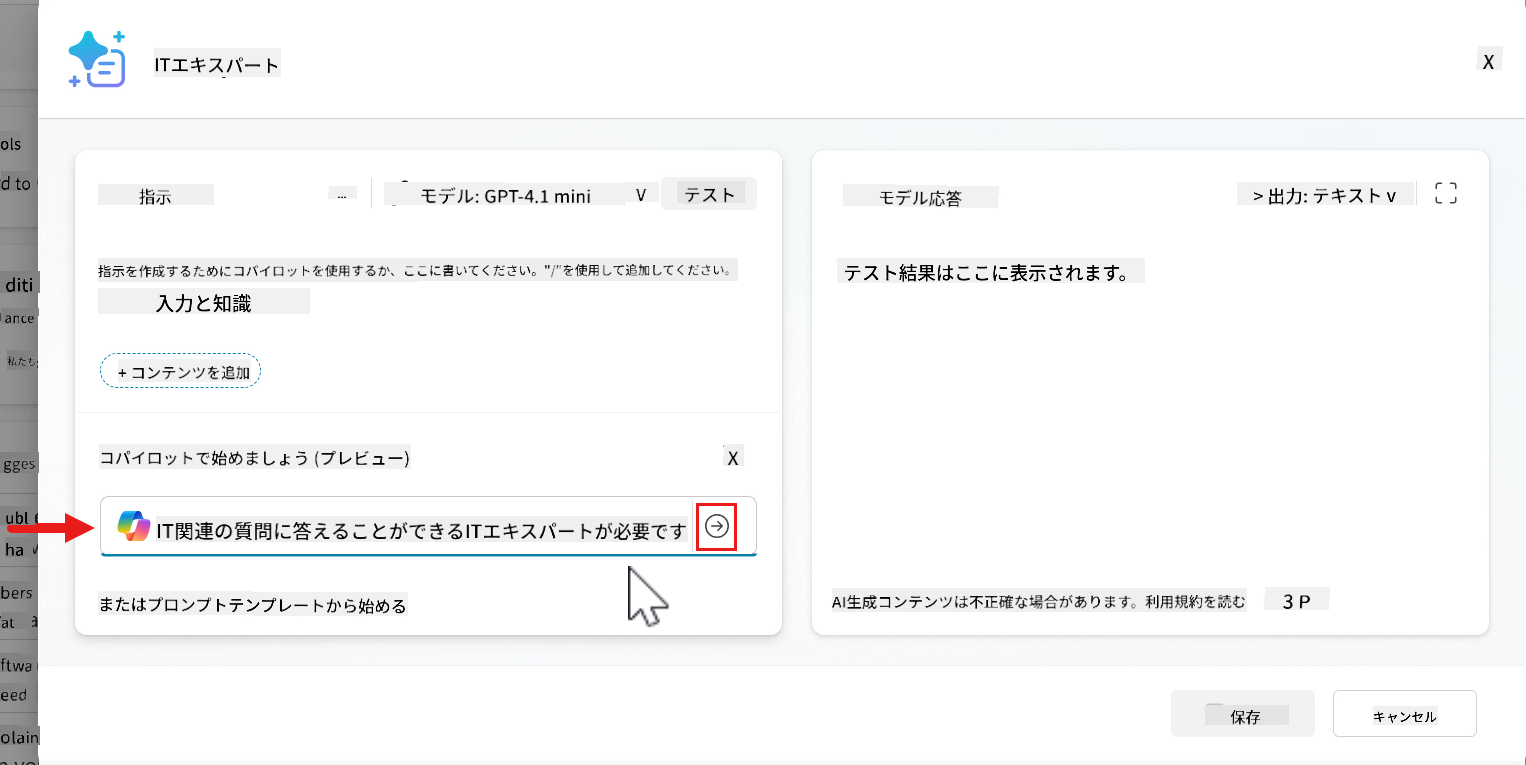 ITエキスパート
X
指示
...
モデル: GPT-4.1 mini
V
テスト
指示を作成するためにコパイロットを使用するか、ここに書いてください。"/"を使用して追加してください。
入力と知識
+ コンテンツを追加
コパイロットで始めましょう (プレビュー)
X
IT関連の質問に答えることができるITエキスパートが必要です
またはプロンプトテンプレートから始める
モデル応答
> 出力: テキスト v
テスト結果はここに表示されます。
AI生成コンテンツは不正確な場合があります。利用規約を読む
3 P
保存
キャンセル
ols
d to
diti
ance
私たち
gges
ubl
ha
bers
at
ftwa
eed
olain